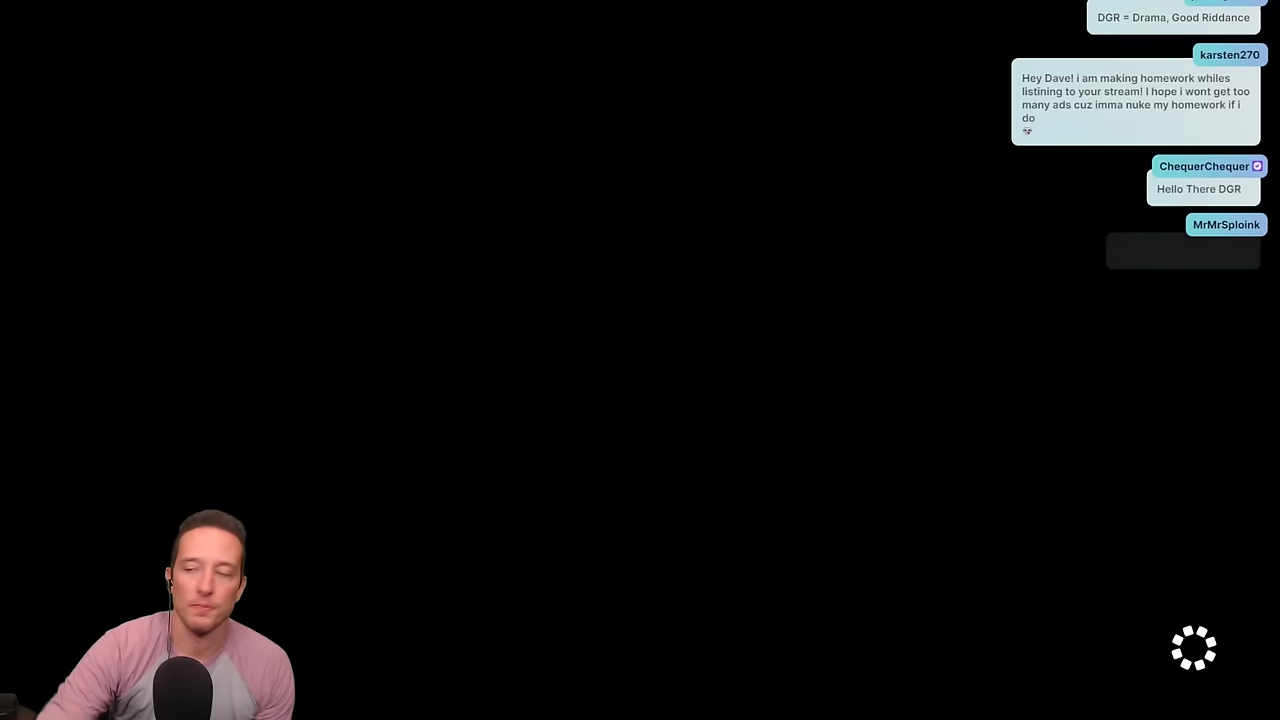 DGR = Drama, Good Riddance
karsten270
Hey Dave! i am making homework whiles
listining to your stream! I hope i wont get too
many ads cuz imma nuke my homework if i
do
ChequerChequer
Hello There DGR
MrMrSploink